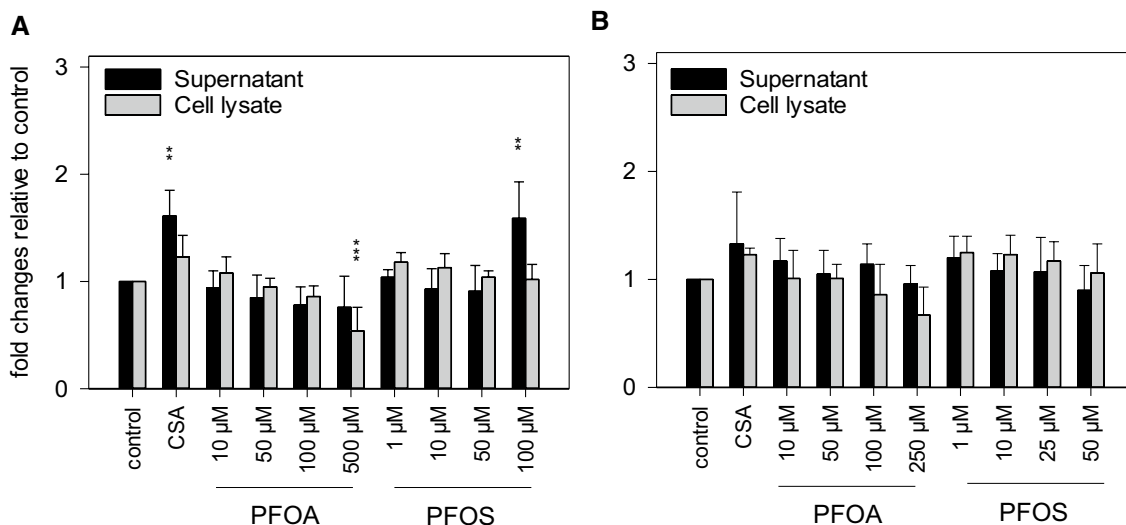 A
fold changes relative to control
3
2
1
0
Supernatant
Cell lysate
**
***
**
control
CSA
10 µM
50 µM
100 µM
500 µM
1 µM
10 µM
50 µM
100 µM
PFOA
PFOS
B
3
2
1
0
Supernatant
Cell lysate
control
CSA
10 µM
50 µM
100 µM
250 µM
1 µM
10 µM
25 µM
50 µM
PFOA
PFOS